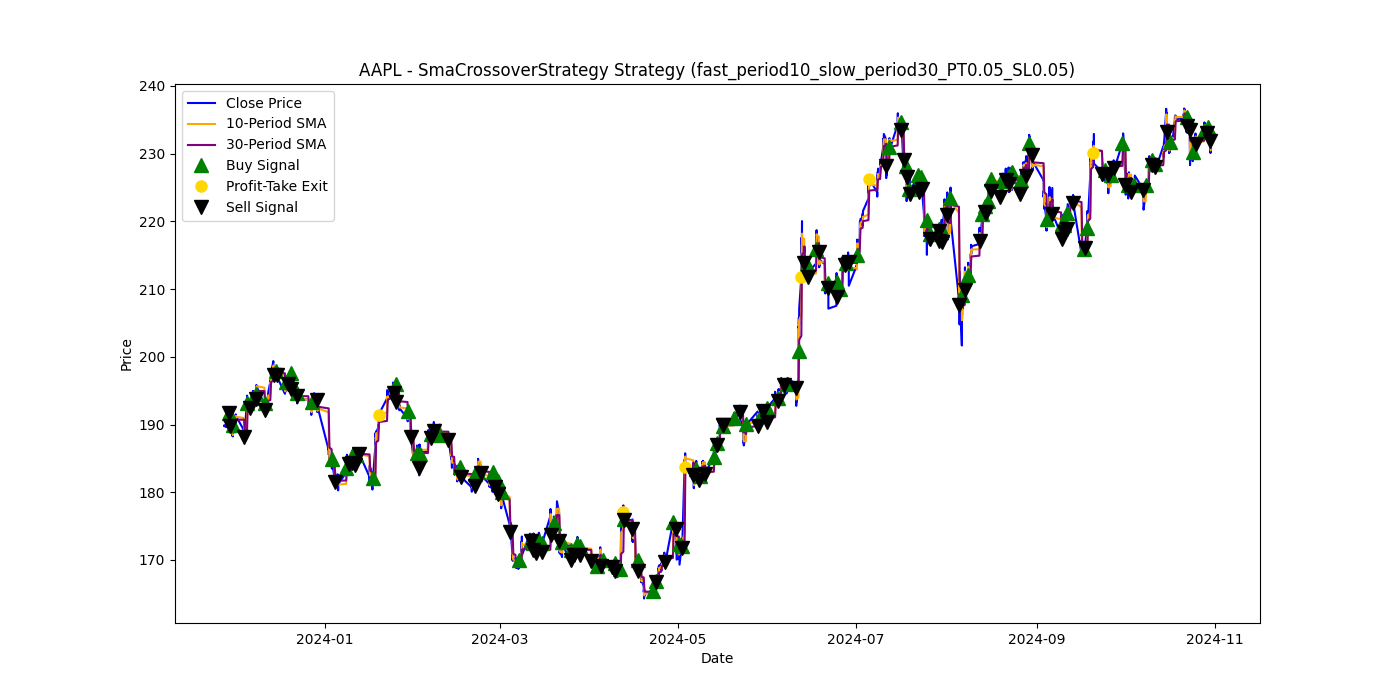 AAPL - SmaCrossoverStrategy Strategy (fast_period10_slow_period30_PT0.05_SL0.05)
240
230
220
210
200
190
180
170
Price
Close Price
10-Period SMA
30-Period SMA
Buy Signal
Profit-Take Exit
Sell Signal
2024-01
2024-03
2024-05
2024-07
2024-09
2024-11
Date